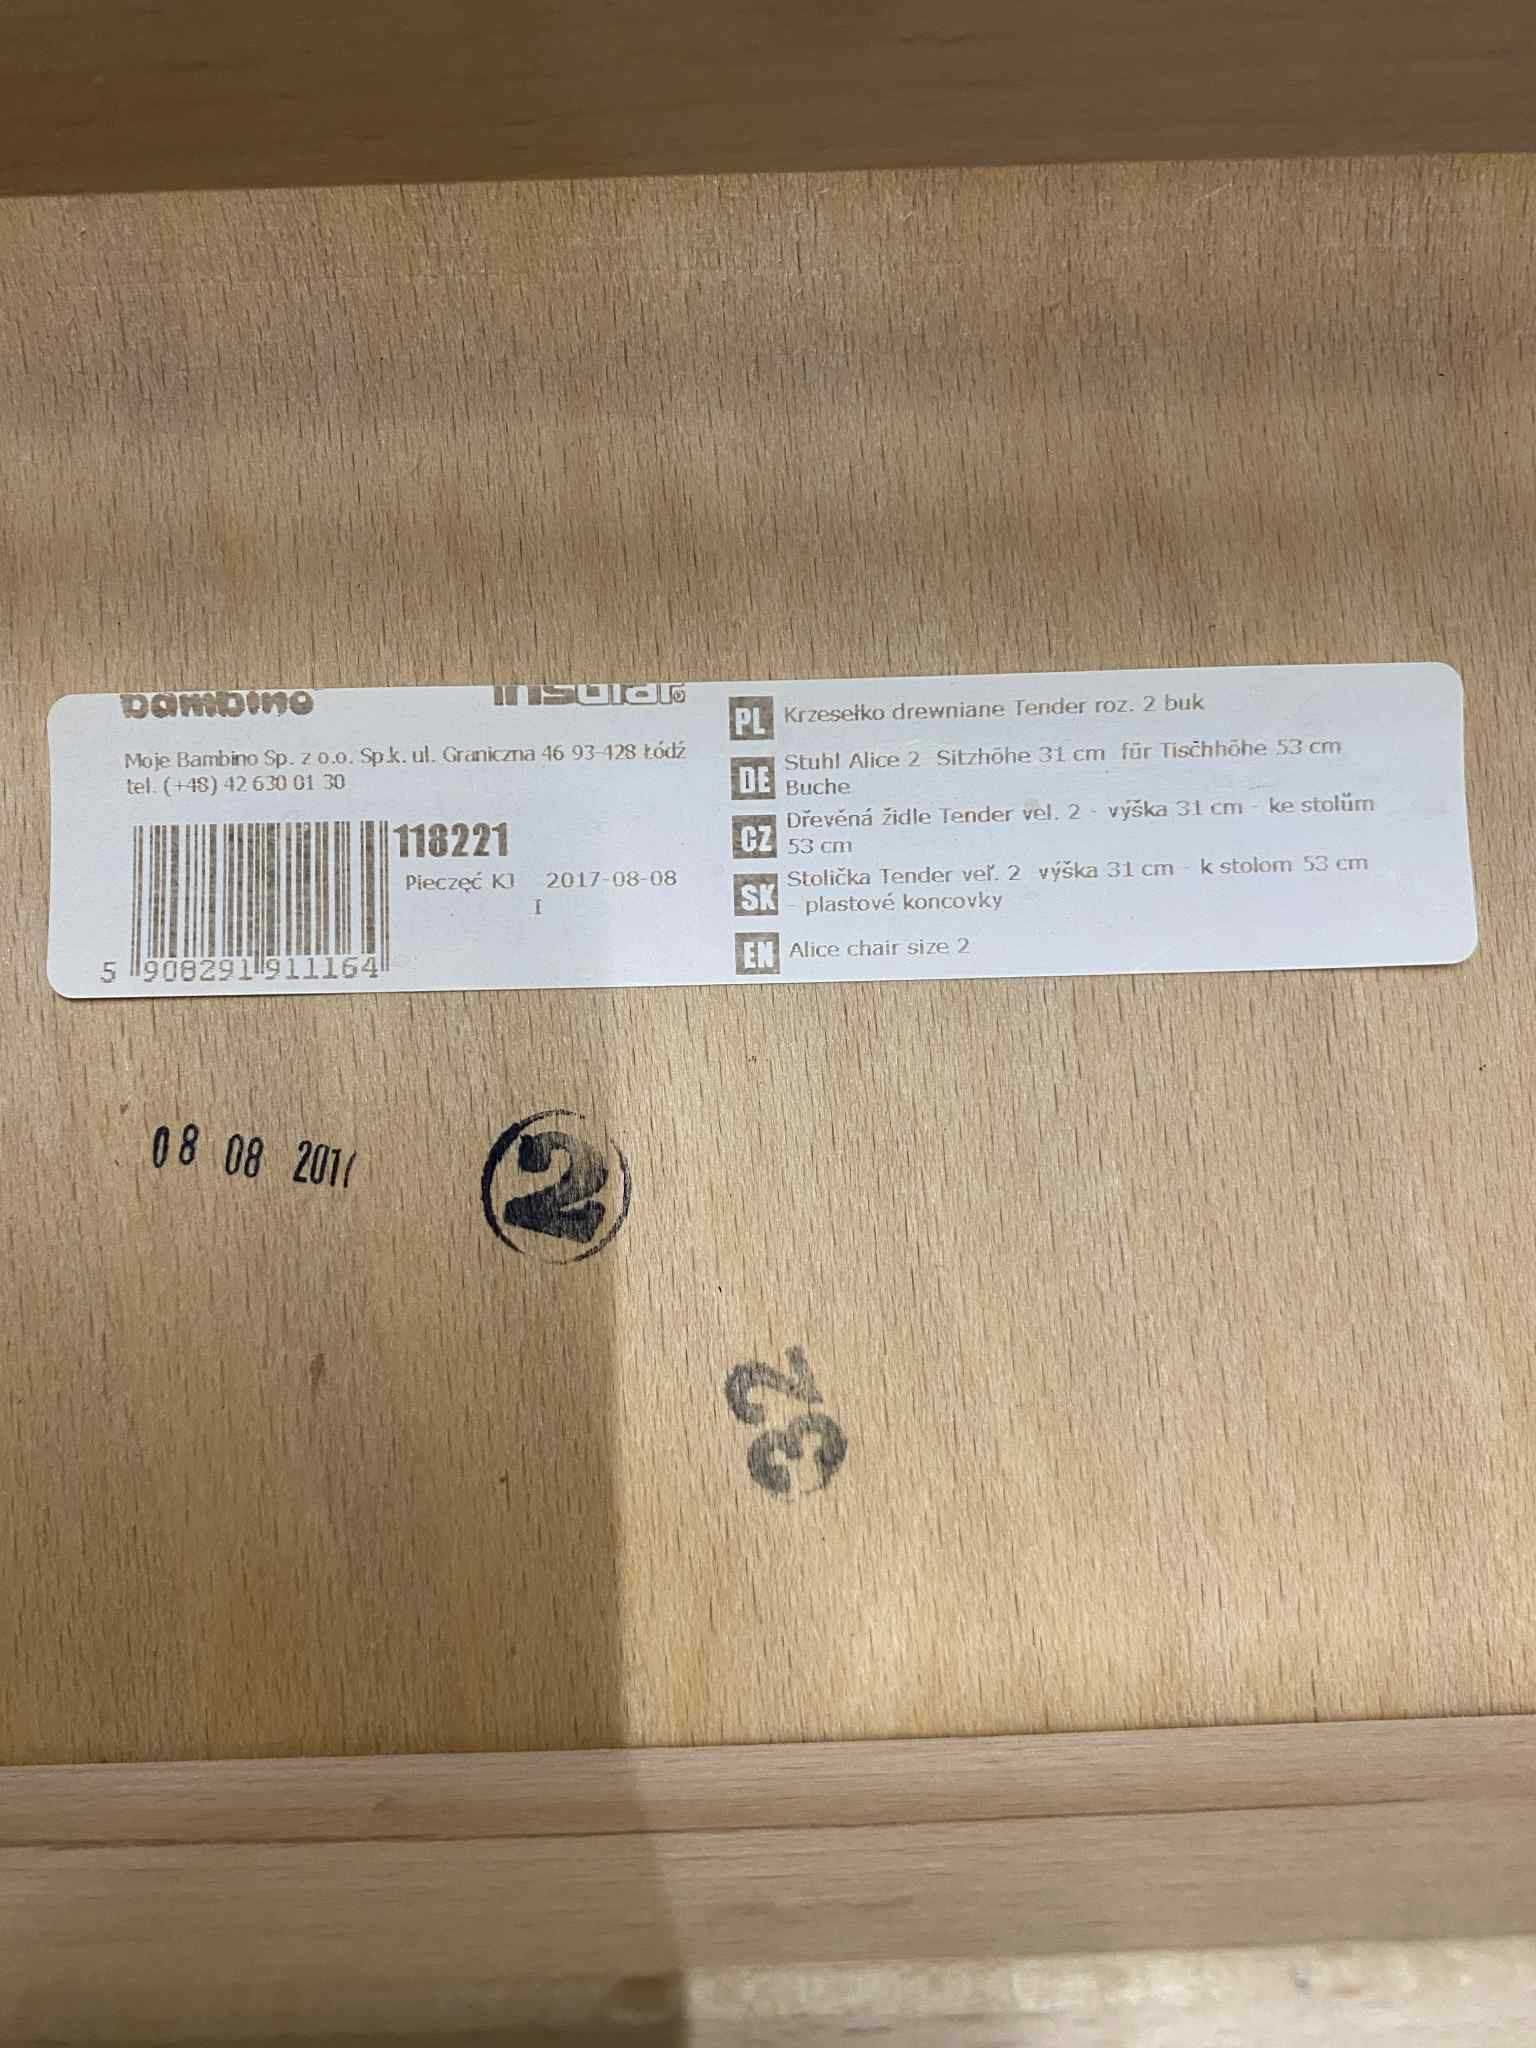 bambino insular®
Moje Bambino Sp. z o.o. Sp.k. ul. Graniczna 46 93-428 Łódź
tel. (+48) 42 630 01 30
118221
Pieczęć KJ 2017-08-08
I
5 908291 911164
PL Krzesełko drewniane Tender roz. 2 buk
DE Stuhl Alice 2 Sitzhöhe 31 cm für Tischhöhe 53 cm
Buche
CZ Dřevěná židle Tender vel. 2 - výška 31 cm - ke stolům
53 cm
SK Stolička Tender veľ. 2 výška 31 cm - k stolom 53 cm
- plastové koncovky
EN Alice chair size 2
08 08 2017
2
32